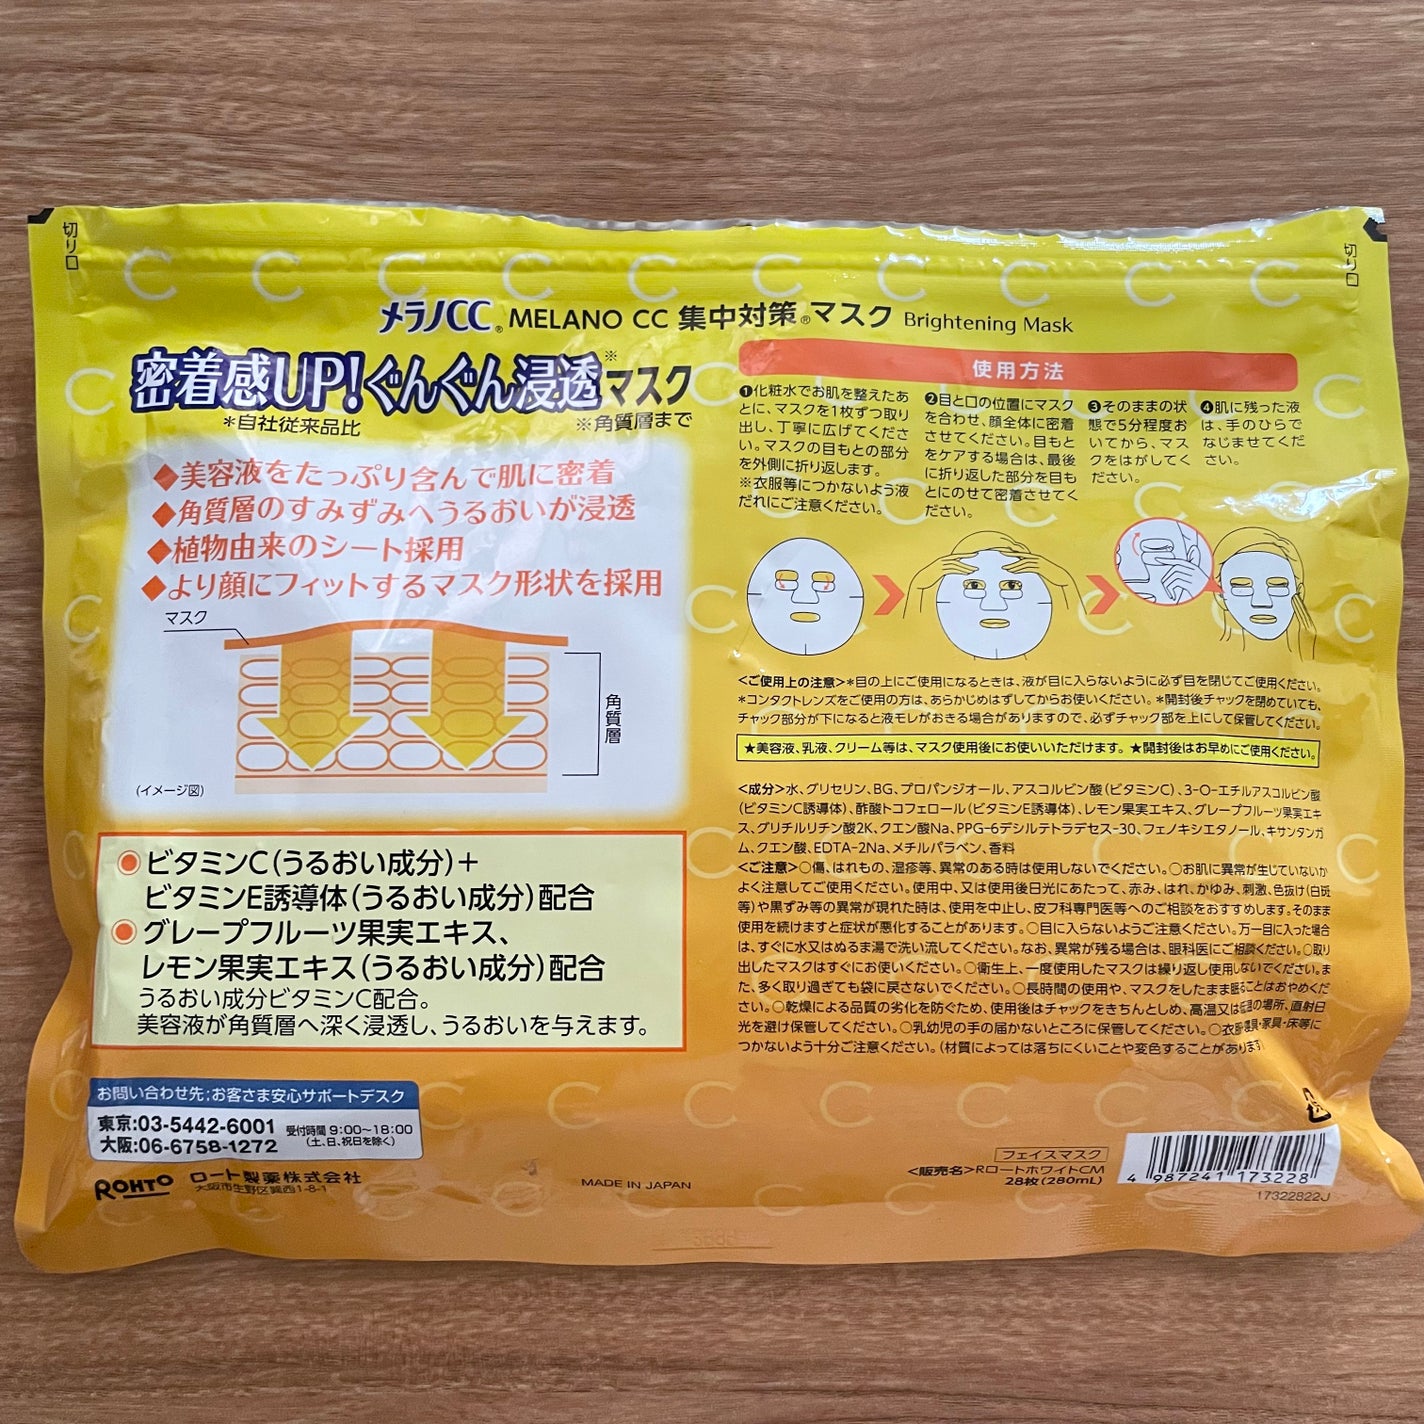 切り口
切り口
メラノCC® MELANO CC 集中対策®マスク Brightening Mask
密着感UP!ぐんぐん浸透※マスク
*自社従来品比
※角質層まで
◆美容液をたっぷり含んで肌に密着
◆角質層のすみずみへうるおいが浸透
◆植物由来のシート採用
◆より顔にフィットするマスク形状を採用
マスク
角質層
(イメージ図)
ビタミンC(うるおい成分)+
ビタミンE誘導体(うるおい成分)配合
グレープフルーツ果実エキス、
レモン果実エキス(うるおい成分)配合
うるおい成分ビタミンC配合。
美容液が角質層へ深く浸透し、うるおいを与えます。
お問い合わせ先:お客さま安心サポートデスク
東京:03-5442-6001
大阪:06-6758-1272
受付時間 9:00〜18:00
(土、日、祝日を除く)
ROHTO ロート製薬株式会社
大阪市生野区巽西1-8-1
MADE IN JAPAN
使用方法
❶化粧水でお肌を整えたあ
とに、マスクを1枚ずつ取り
出し、丁寧に広げてくださ
い。マスクの目もとの部分
を外側に折り返します。
※衣服等につかないよう液
だれにご注意ください。
❷目と口の位置にマスク
を合わせ、顔全体に密着
させてください。目もと
をケアする場合は、最後
に折り返した部分を目も
とにのせて密着させてく
ださい。
❸そのままの状
態で5分程度お
いてから、マス
クをはがしてく
ださい。
❹肌に残った液
は、手のひらで
なじませてくだ
さい。
<ご使用上の注意>*目の上にご使用になるときは、液が目に入らないように必ず目を閉じてご使用ください。
*コンタクトレンズをご使用の方は、あらかじめはずしてからお使いください。*開封後チャックを閉めていても、
チャック部分が下になると液モレがおきる場合がありますので、必ずチャック部を上にして保管してください。
★美容液、乳液、クリーム等は、マスク使用後にお使いいただけます。★開封後はお早めにご使用ください。
<成分>水、グリセリン、BG、プロパンジオール、アスコルビン酸(ビタミンC)、3-O-エチルアスコルビン酸
(ビタミンC誘導体)、酢酸トコフェロール(ビタミンE誘導体)、レモン果実エキス、グレープフルーツ果実エキ
ス、グリチルリチン酸2K、クエン酸Na、PPG-6デシルテトラデセス-30、フェノキシエタノール、キサンタンガ
ム、クエン酸、EDTA-2Na、メチルパラベン、香料
<ご注意>○傷、はれもの、湿疹等、異常のある時は使用しないでください。○お肌に異常が生じていないか
よく注意してご使用ください。使用中、又は使用後日光にあたって、赤み、はれ、かゆみ、刺激、色抜け(白斑
等)や黒ずみ等の異常が現れた時は、使用を中止し、皮フ科専門医等へのご相談をおすすめします。そのまま
使用を続けますと症状が悪化することがあります。○目に入らないようご注意ください。万一目に入った場合
は、すぐに水又はぬるま湯で洗い流してください。なお、異常が残る場合は、眼科医にご相談ください。○取り
出したマスクはすぐにお使いください。○衛生上、一度使用したマスクは繰り返し使用しないでください。ま
た、多く取り過ぎても袋に戻さないでください。○長時間の使用や、マスクをしたまま眠ることはおやめくだ
さい。○乾燥による品質の劣化を防ぐため、使用後はチャックをきちんとしめ、高温又は低温の場所、直射日
光を避け保管してください。○乳幼児の手の届かないところに保管してください。○衣服・寝具・家具・床等に
つかないよう十分ご注意ください。(材質によっては落ちにくいことや変色することがあります)
フェイスマスク
<販売名>RロートホワイトCM
28枚(280mL)
4 987241 173228
17322822J